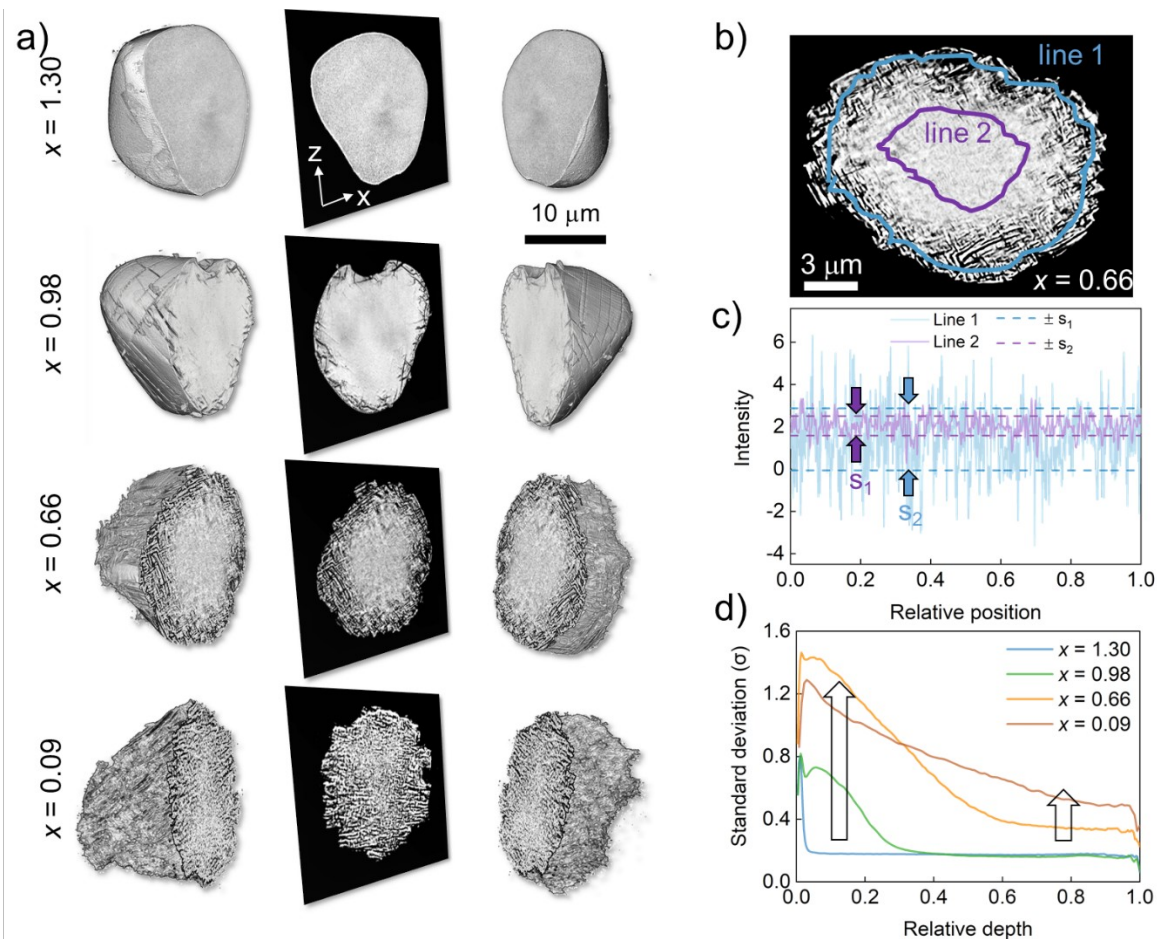 a)
x = 1.30
z
x
10 μm
x = 0.98
x = 0.66
x = 0.09
b)
line 1
line 2
3 μm
x = 0.66
c)
Line 1
± s₁
Line 2
± s₂
6
4
2
0
-2
-4
Intensity
s₁
s₂
0.0 0.2 0.4 0.6 0.8 1.0
Relative position
d)
1.6
1.2
0.8
0.4
0.0
Standard deviation (σ)
x = 1.30
x = 0.98
x = 0.66
x = 0.09
0.0 0.2 0.4 0.6 0.8 1.0
Relative depth